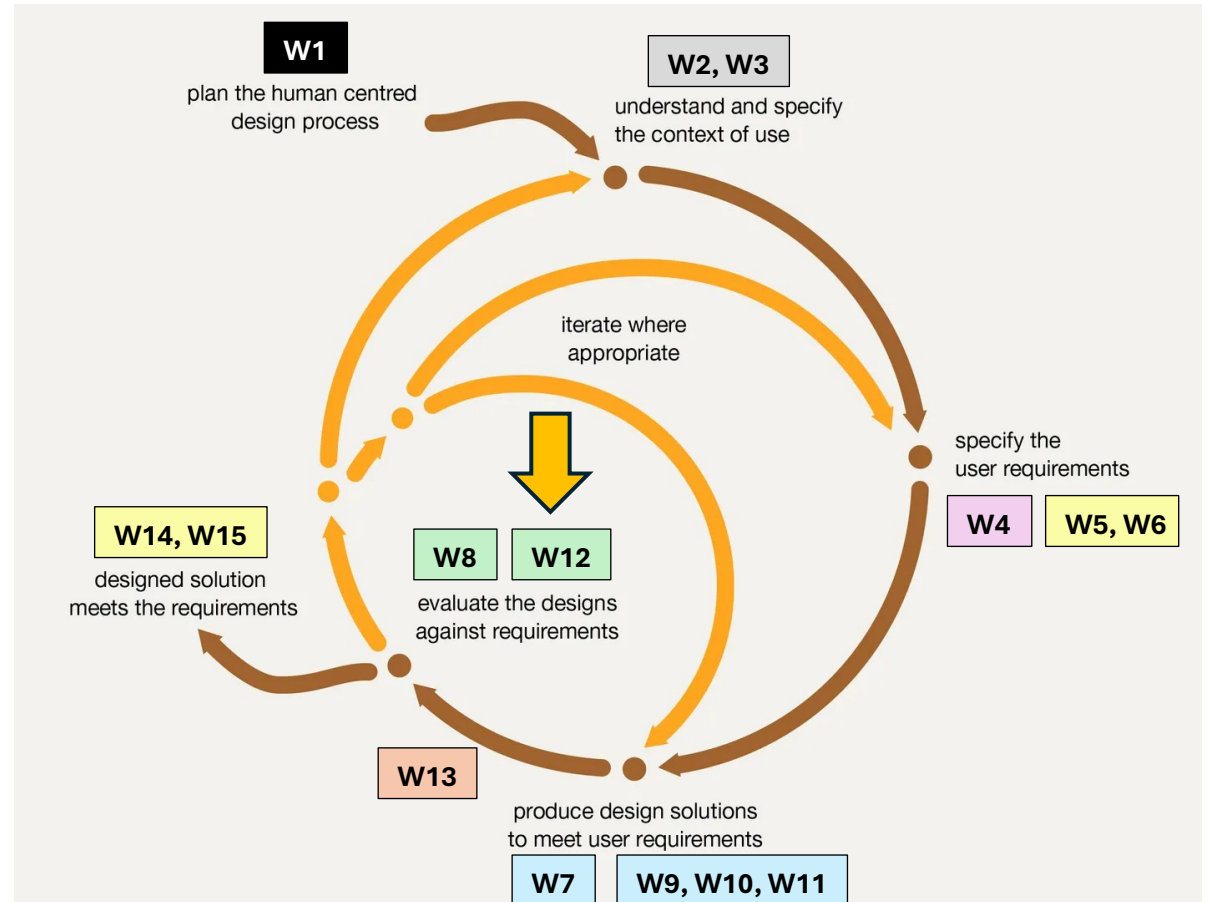 W1
plan the human centred
design process
W2, W3
understand and specify
the context of use
iterate where
appropriate
specify the
user requirements
W4
W5, W6
W14, W15
designed solution
meets the requirements
W8
W12
evaluate the designs
against requirements
W13
produce design solutions
to meet user requirements
W7
W9, W10, W11